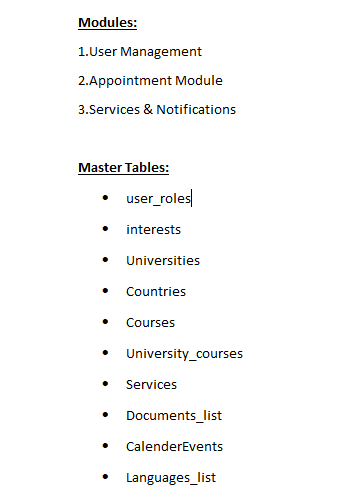 Modules:
1.User Management
2.Appointment Module
3.Services & Notifications
Master Tables:
• user_roles
• interests
• Universities
• Countries
• Courses
• University_courses
• Services
• Documents_list
• CalenderEvents
• Languages_list